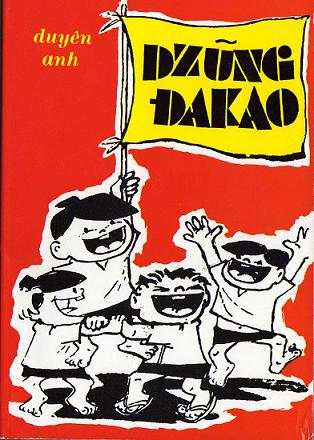 duyên
anh
DZŨNG
ĐAKAO